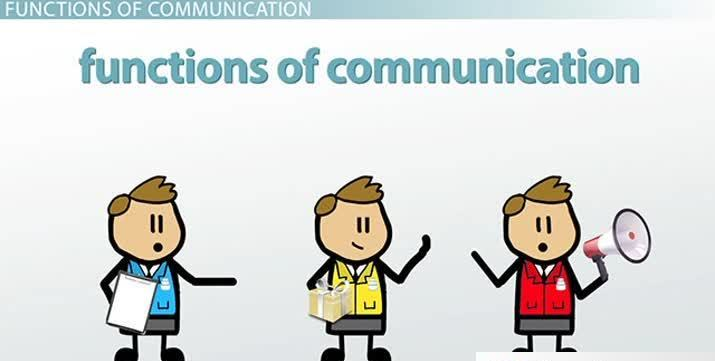 FUNCTIONS OF COMMUNICATION
functions of communication